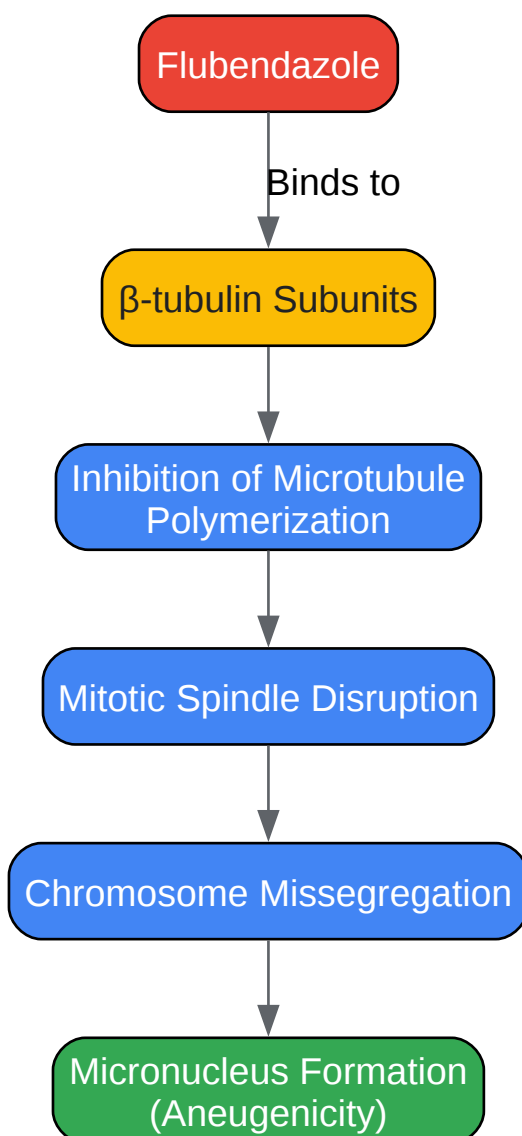 Flubendazole
Binds to
β-tubulin Subunits
Inhibition of Microtubule
Polymerization
Mitotic Spindle Disruption
Chromosome Missegregation
Micronucleus Formation
(Aneugenicity)